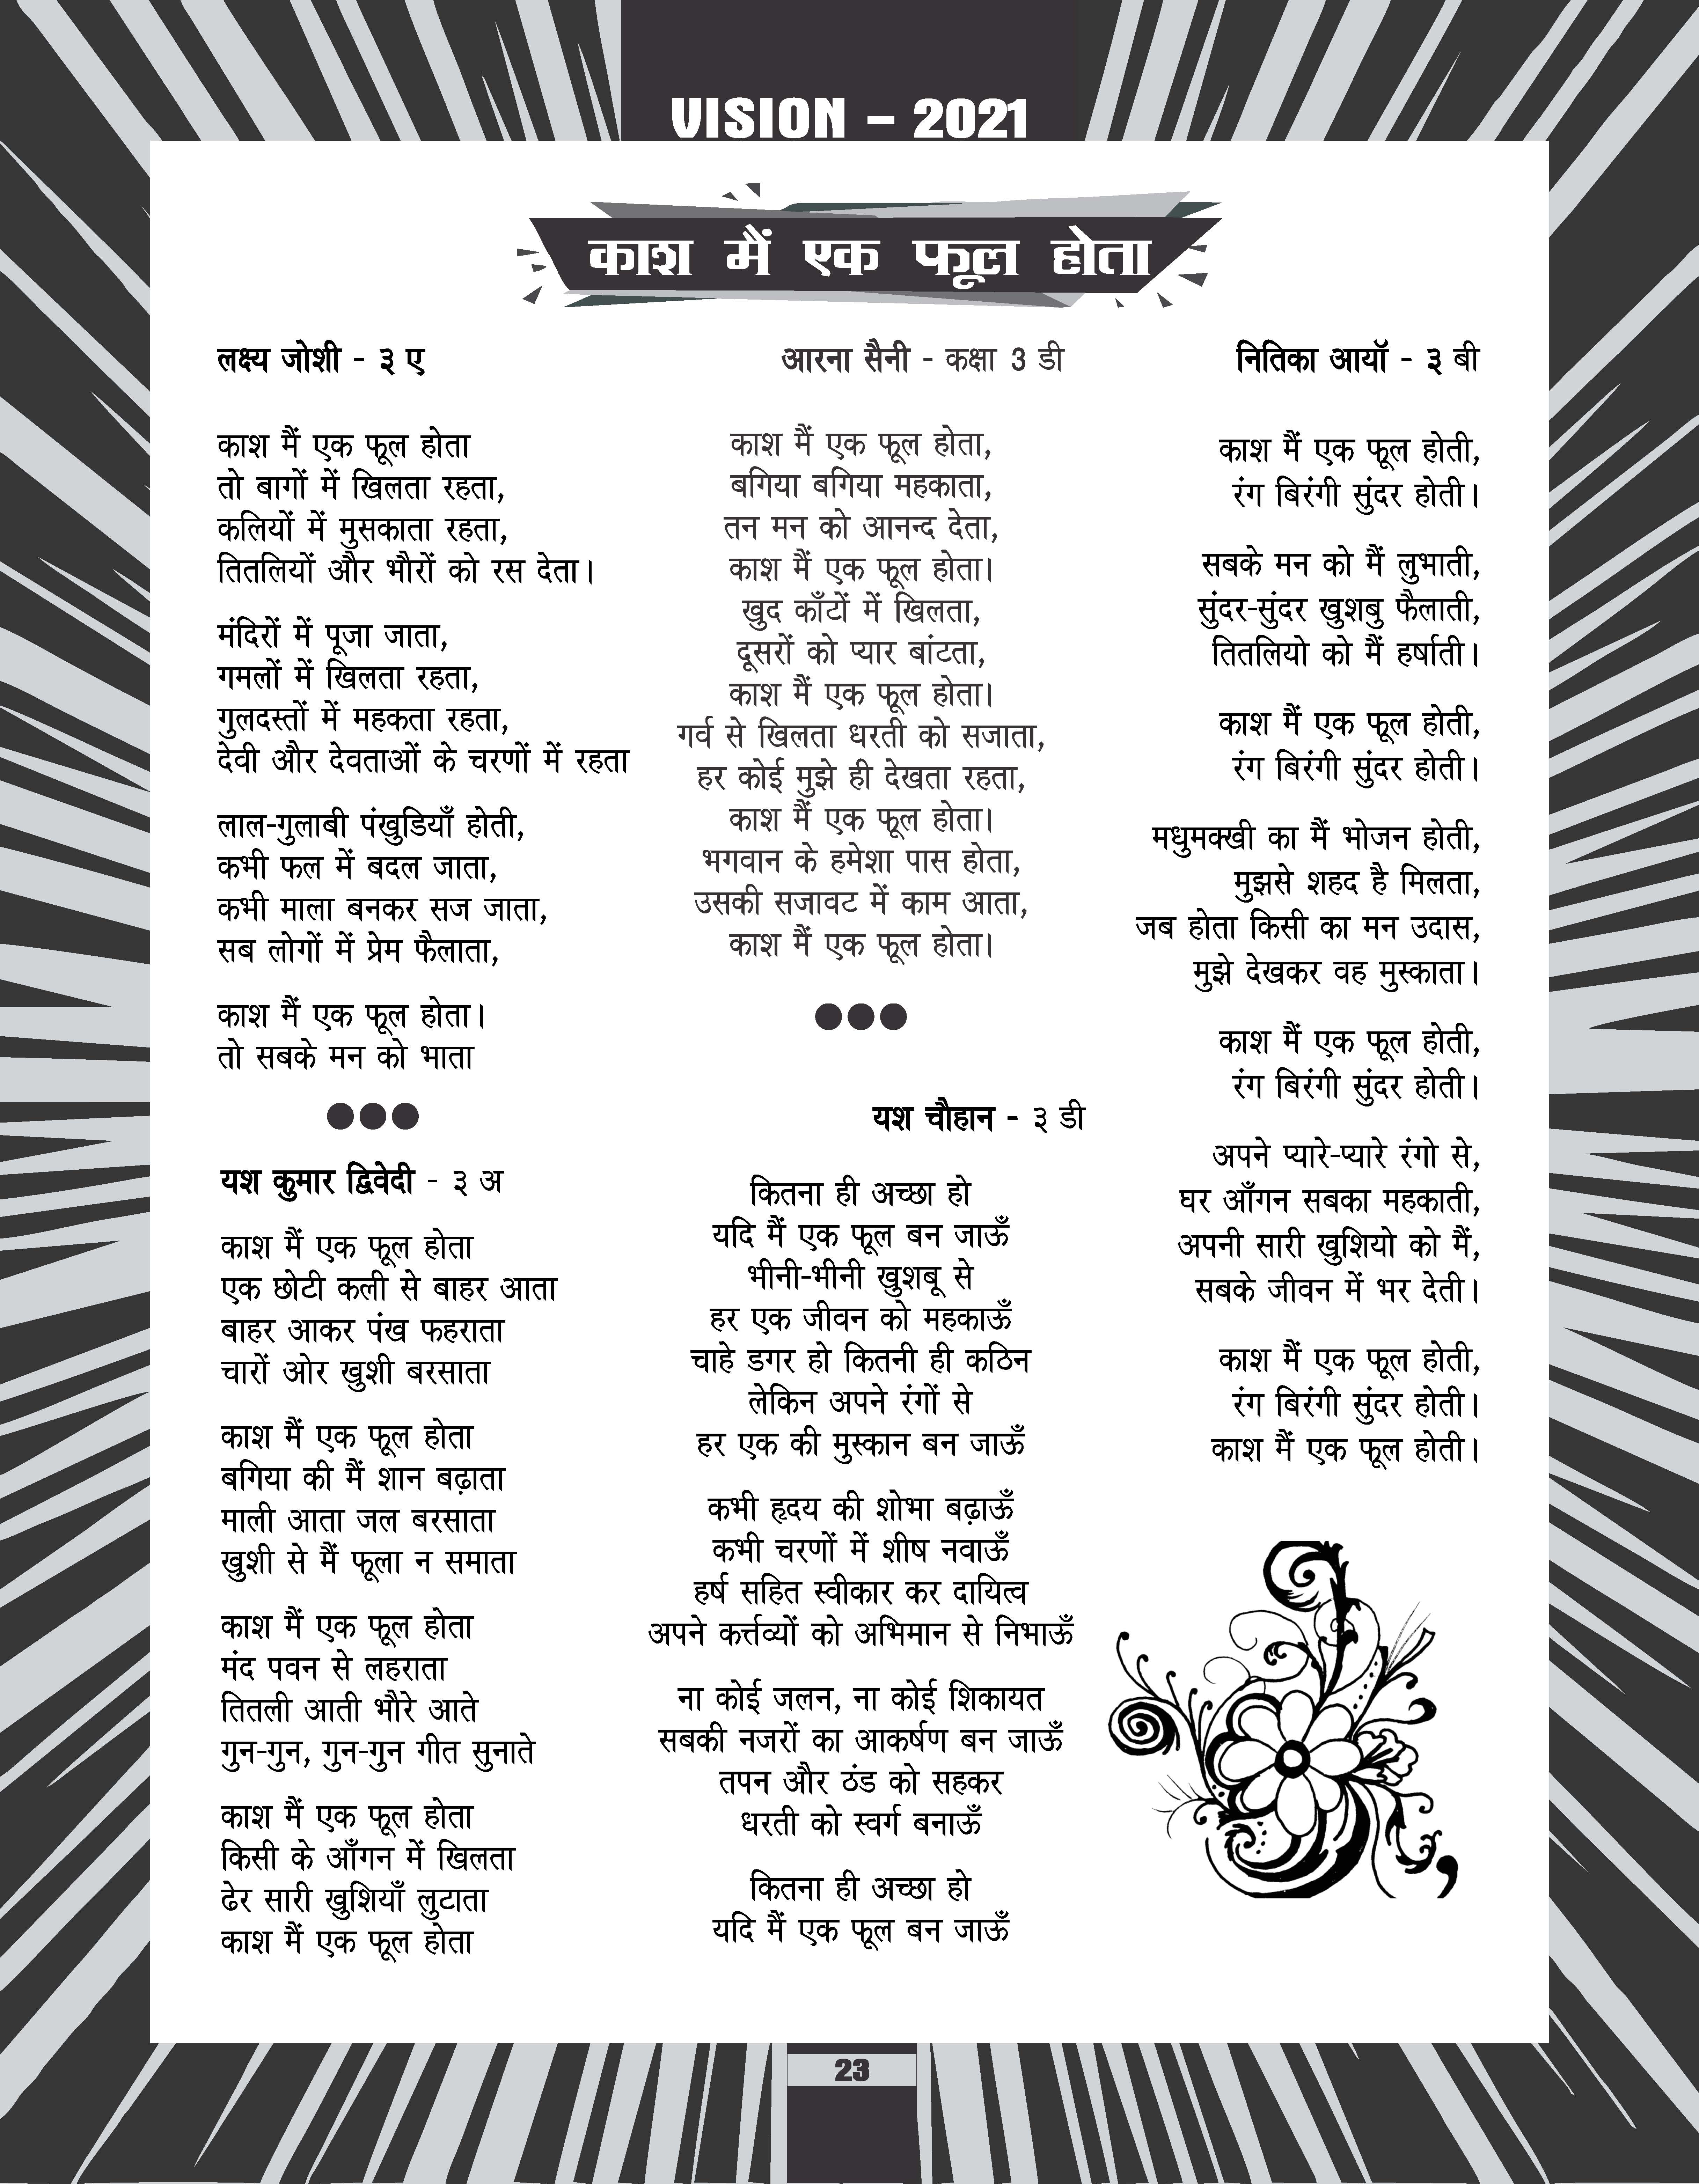 VISION – 2021
काश मैं एक फूल होता
लक्ष्य जोशी - ३ ए
काश मैं एक फूल होता
तो बागों में खिलता रहता,
कलियों में मुसकाता रहता,
तितलियों और भौरों को रस देता।
मंदिरों में पूजा जाता,
गमलों में खिलता रहता,
गुलदस्तों में महकता रहता,
देवी और देवताओं के चरणों में रहता
लाल-गुलाबी पंखुडियाँ होती,
कभी फल में बदल जाता,
कभी माला बनकर सज जाता,
सब लोगों में प्रेम फैलाता,
काश मैं एक फूल होता।
तो सबके मन को भाता
यश कुमार द्विवेदी - ३ अ
काश मैं एक फूल होता
एक छोटी कली से बाहर आता
बाहर आकर पंख फहराता
चारों ओर खुशी बरसाता
काश मैं एक फूल होता
बगिया की मैं शान बढ़ाता
माली आता जल बरसाता
खुशी से मैं फूला न समाता
काश मैं एक फूल होता
मंद पवन से लहराता
तितली आती भौरे आते
गुन-गुन, गुन-गुन गीत सुनाते
काश मैं एक फूल होता
किसी के आँगन में खिलता
ढेर सारी खुशियाँ लुटाता
काश मैं एक फूल होता
आरना सैनी - कक्षा 3 डी
काश मैं एक फूल होता,
बगिया बगिया महकाता,
तन मन को आनन्द देता,
काश मैं एक फूल होता।
खुद काँटों में खिलता,
दूसरों को प्यार बांटता,
काश मैं एक फूल होता।
गर्व से खिलता धरती को सजाता,
हर कोई मुझे ही देखता रहता,
काश मैं एक फूल होता।
भगवान के हमेशा पास होता,
उसकी सजावट में काम आता,
काश मैं एक फूल होता।
यश चौहान - ३ डी
कितना ही अच्छा हो
यदि मैं एक फूल बन जाऊँ
भीनी-भीनी खुशबू से
हर एक जीवन को महकाऊँ
चाहे डगर हो कितनी ही कठिन
लेकिन अपने रंगों से
हर एक की मुस्कान बन जाऊँ
कभी हृदय की शोभा बढ़ाऊँ
कभी चरणों में शीष नवाऊँ
हर्ष सहित स्वीकार कर दायित्व
अपने कर्त्तव्यों को अभिमान से निभाऊँ
ना कोई जलन, ना कोई शिकायत
सबकी नजरों का आकर्षण बन जाऊँ
तपन और ठंड को सहकर
धरती को स्वर्ग बनाऊँ
कितना ही अच्छा हो
यदि मैं एक फूल बन जाऊँ
नितिका आर्यॉ - ३ बी
काश मैं एक फूल होती,
रंग बिरंगी सुंदर होती।
सबके मन को मैं लुभाती,
सुंदर-सुंदर खुशबु फैलाती,
तितलियो को मैं हर्षाती।
काश मैं एक फूल होती,
रंग बिरंगी सुंदर होती।
मधुमक्खी का मैं भोजन होती,
मुझसे शहद है मिलता,
जब होता किसी का मन उदास,
मुझे देखकर वह मुस्काता।
काश मैं एक फूल होती,
रंग बिरंगी सुंदर होती।
अपने प्यारे-प्यारे रंगो से,
घर आँगन सबका महकाती,
अपनी सारी खुशियो को मैं,
सबके जीवन में भर देती।
काश मैं एक फूल होती,
रंग बिरंगी सुंदर होती।
काश मैं एक फूल होती।
23